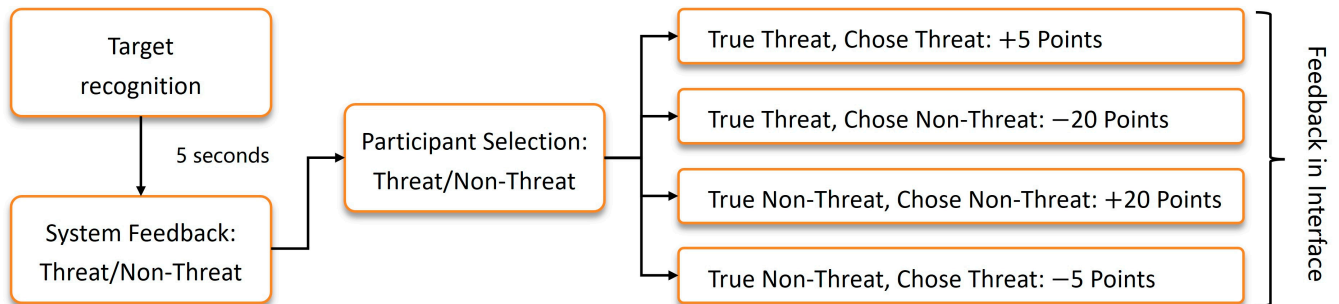 Target
recognition
5 seconds
System Feedback:
Threat/Non-Threat
Participant Selection:
Threat/Non-Threat
True Threat, Chose Threat: +5 Points
True Threat, Chose Non-Threat: −20 Points
True Non-Threat, Chose Non-Threat: +20 Points
True Non-Threat, Chose Threat: −5 Points
Feedback in Interface